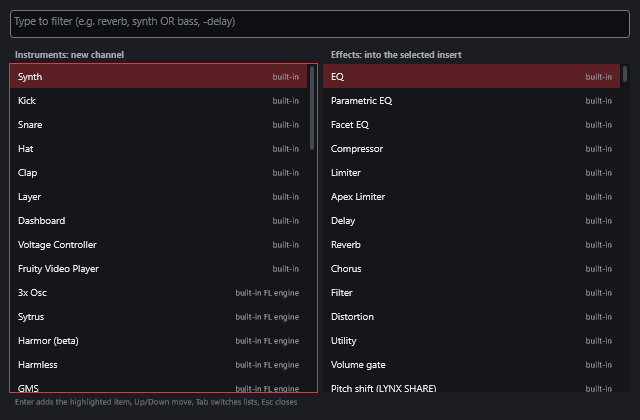 Type to filter (e.g. reverb, synth OR bass, -delay)
Instruments: new channel
Synth built-in
Kick built-in
Snare built-in
Hat built-in
Clap built-in
Layer built-in
Dashboard built-in
Voltage Controller built-in
Fruity Video Player built-in
3x Osc built-in FL engine
Sytrus built-in FL engine
Harmor (beta) built-in FL engine
Harmless built-in FL engine
GMS built-in FL engine
Effects: into the selected insert
EQ built-in
Parametric EQ built-in
Facet EQ built-in
Compressor built-in
Limiter built-in
Apex Limiter built-in
Delay built-in
Reverb built-in
Chorus built-in
Filter built-in
Distortion built-in
Utility built-in
Volume gate built-in
Pitch shift (LYNX SHARE) built-in
Enter adds the highlighted item, Up/Down move, Tab switches lists, Esc closes